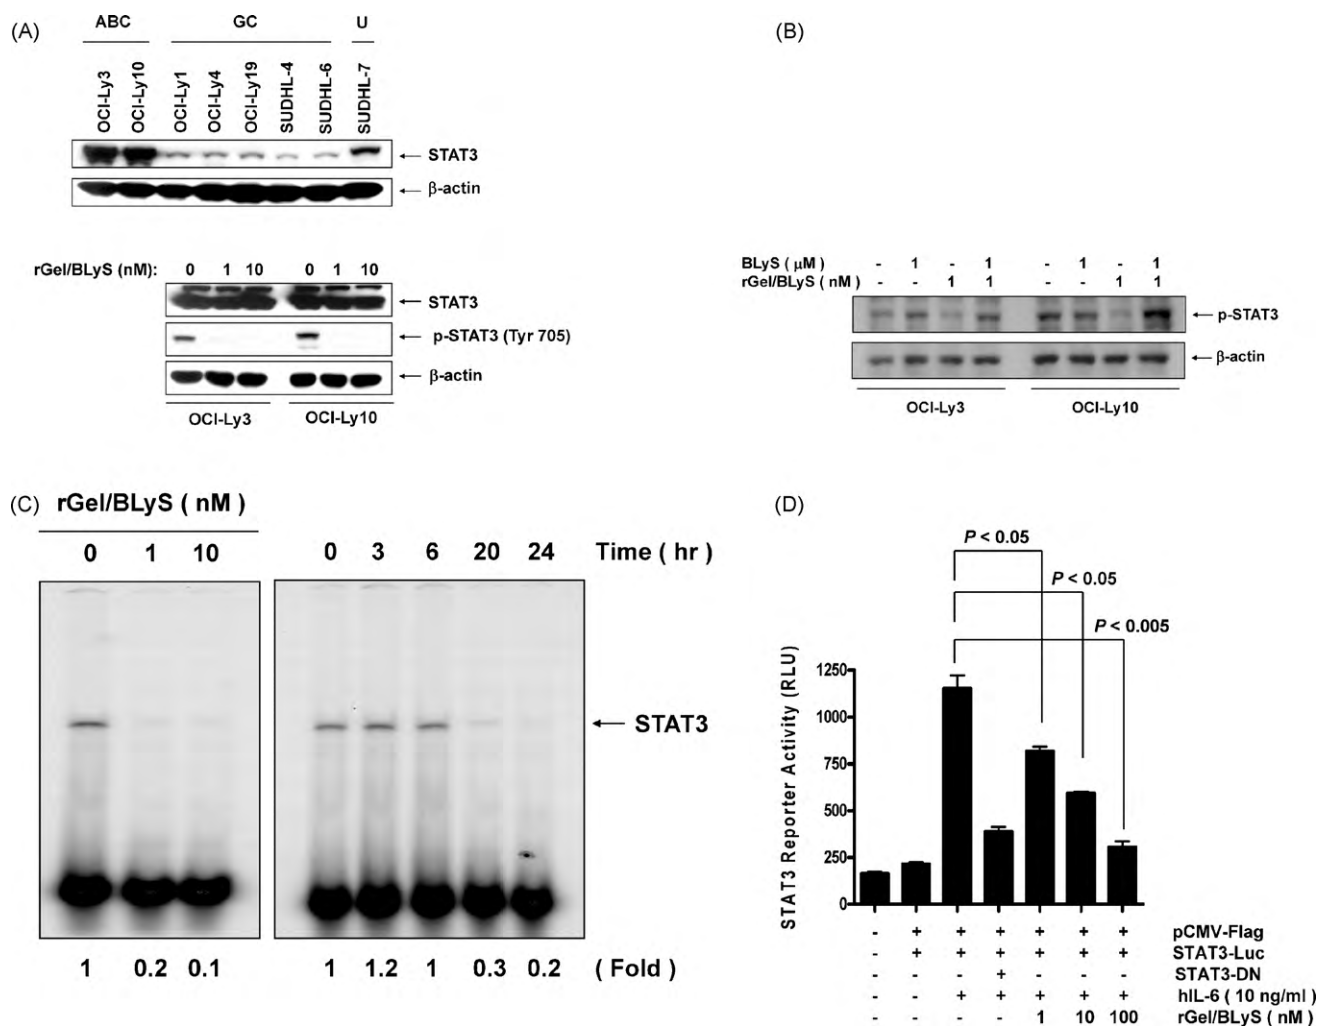 (A)
ABC GC U
OCI-Ly3 OCI-Ly10 OCI-Ly1 OCI-Ly4 OCI-Ly19 SUDHL-4 SUDHL-6 SUDHL-7
STAT3
β-actin
rGel/BLyS (nM): 0 1 10 0 1 10
STAT3
p-STAT3 (Tyr 705)
β-actin
OCI-Ly3 OCI-Ly10
(B)
BLyS ( μM ) - 1 - 1 - 1 - 1
rGel/BLyS ( nM ) - - 1 1 - - 1 1
p-STAT3
β-actin
OCI-Ly3 OCI-Ly10
(C)
rGel/BLyS ( nM )
0 1 10 0 3 6 20 24 Time ( hr )
STAT3
1 0.2 0.1 1 1.2 1 0.3 0.2 ( Fold )
(D)
P < 0.05
P < 0.05
P < 0.005
STAT3 Reporter Activity (RLU)
1250
1000
750
500
250
0
- + + + + + + pCMV-Flag
- + + + + + + STAT3-Luc
- - - + - - - STAT3-DN
- - + + + + + hIL-6 ( 10 ng/ml )
- - - - 1 10 100 rGel/BLyS ( nM )